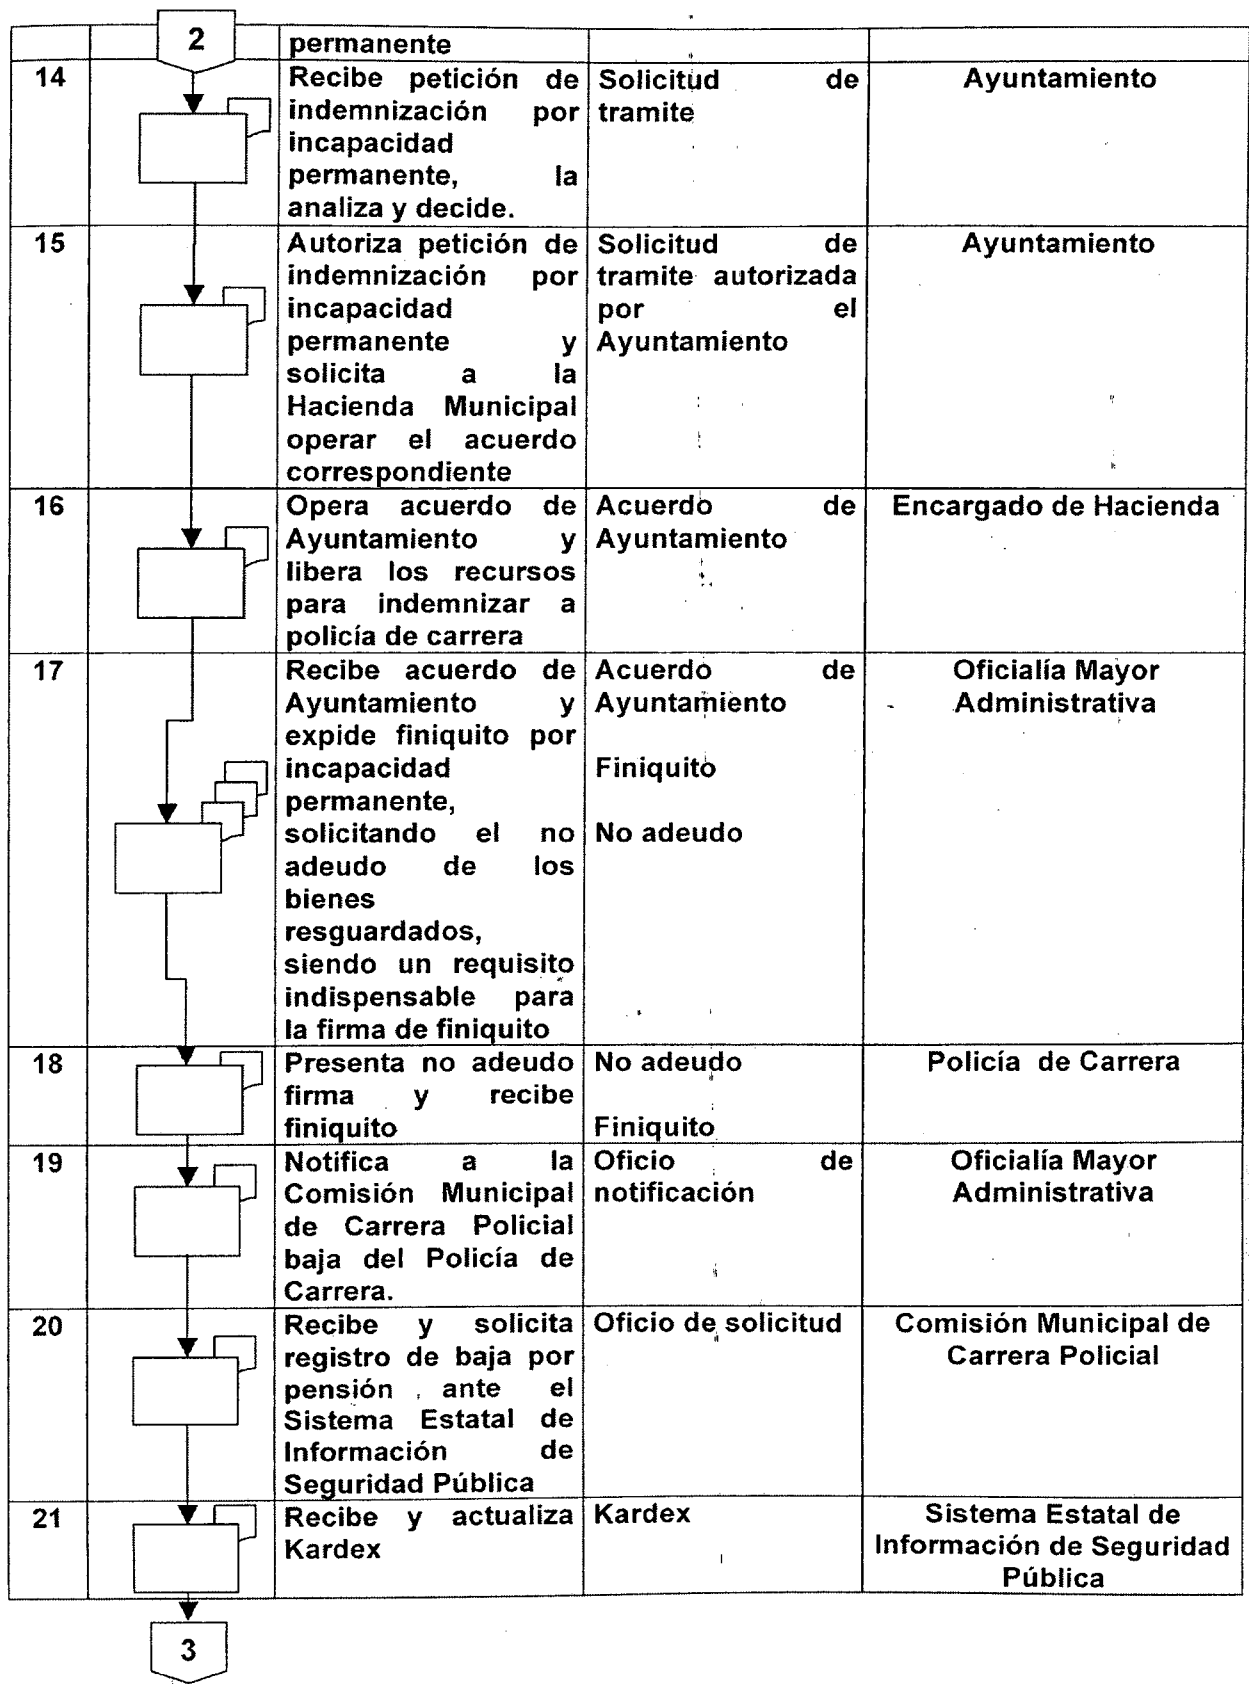 2
permanente
14
Recibe petición de
indemnización por
incapacidad
permanente, la
analiza y decide.
Solicitud de
tramite
Ayuntamiento
15
Autoriza petición de
indemnización por
incapacidad
permanente y
solicita a la
Hacienda Municipal
operar el acuerdo
correspondiente
Solicitud de
tramite autorizada
por el
Ayuntamiento
Ayuntamiento
16
Opera acuerdo de
Ayuntamiento y
libera los recursos
para indemnizar a
policía de carrera
Acuerdo de
Ayuntamiento
Encargado de Hacienda
17
Recibe acuerdo de
Ayuntamiento y
expide finiquito por
incapacidad
permanente,
solicitando el no
adeudo de los
bienes
resguardados,
siendo un requisito
indispensable para
la firma de finiquito
Acuerdo de
Ayuntamiento
Finiquito
No adeudo
Oficialía Mayor
Administrativa
18
Presenta no adeudo
firma y recibe
finiquito
No adeudo
Finiquito
Policía de Carrera
19
Notifica a la
Comisión Municipal
de Carrera Policial
baja del Policía de
Carrera.
Oficio de
notificación
Oficialía Mayor
Administrativa
20
Recibe y solicita
registro de baja por
pensión ante el
Sistema Estatal de
Información de
Seguridad Pública
Oficio de solicitud
Comisión Municipal de
Carrera Policial
21
Recibe y actualiza
Kardex
Kardex
Sistema Estatal de
Información de Seguridad
Pública
3